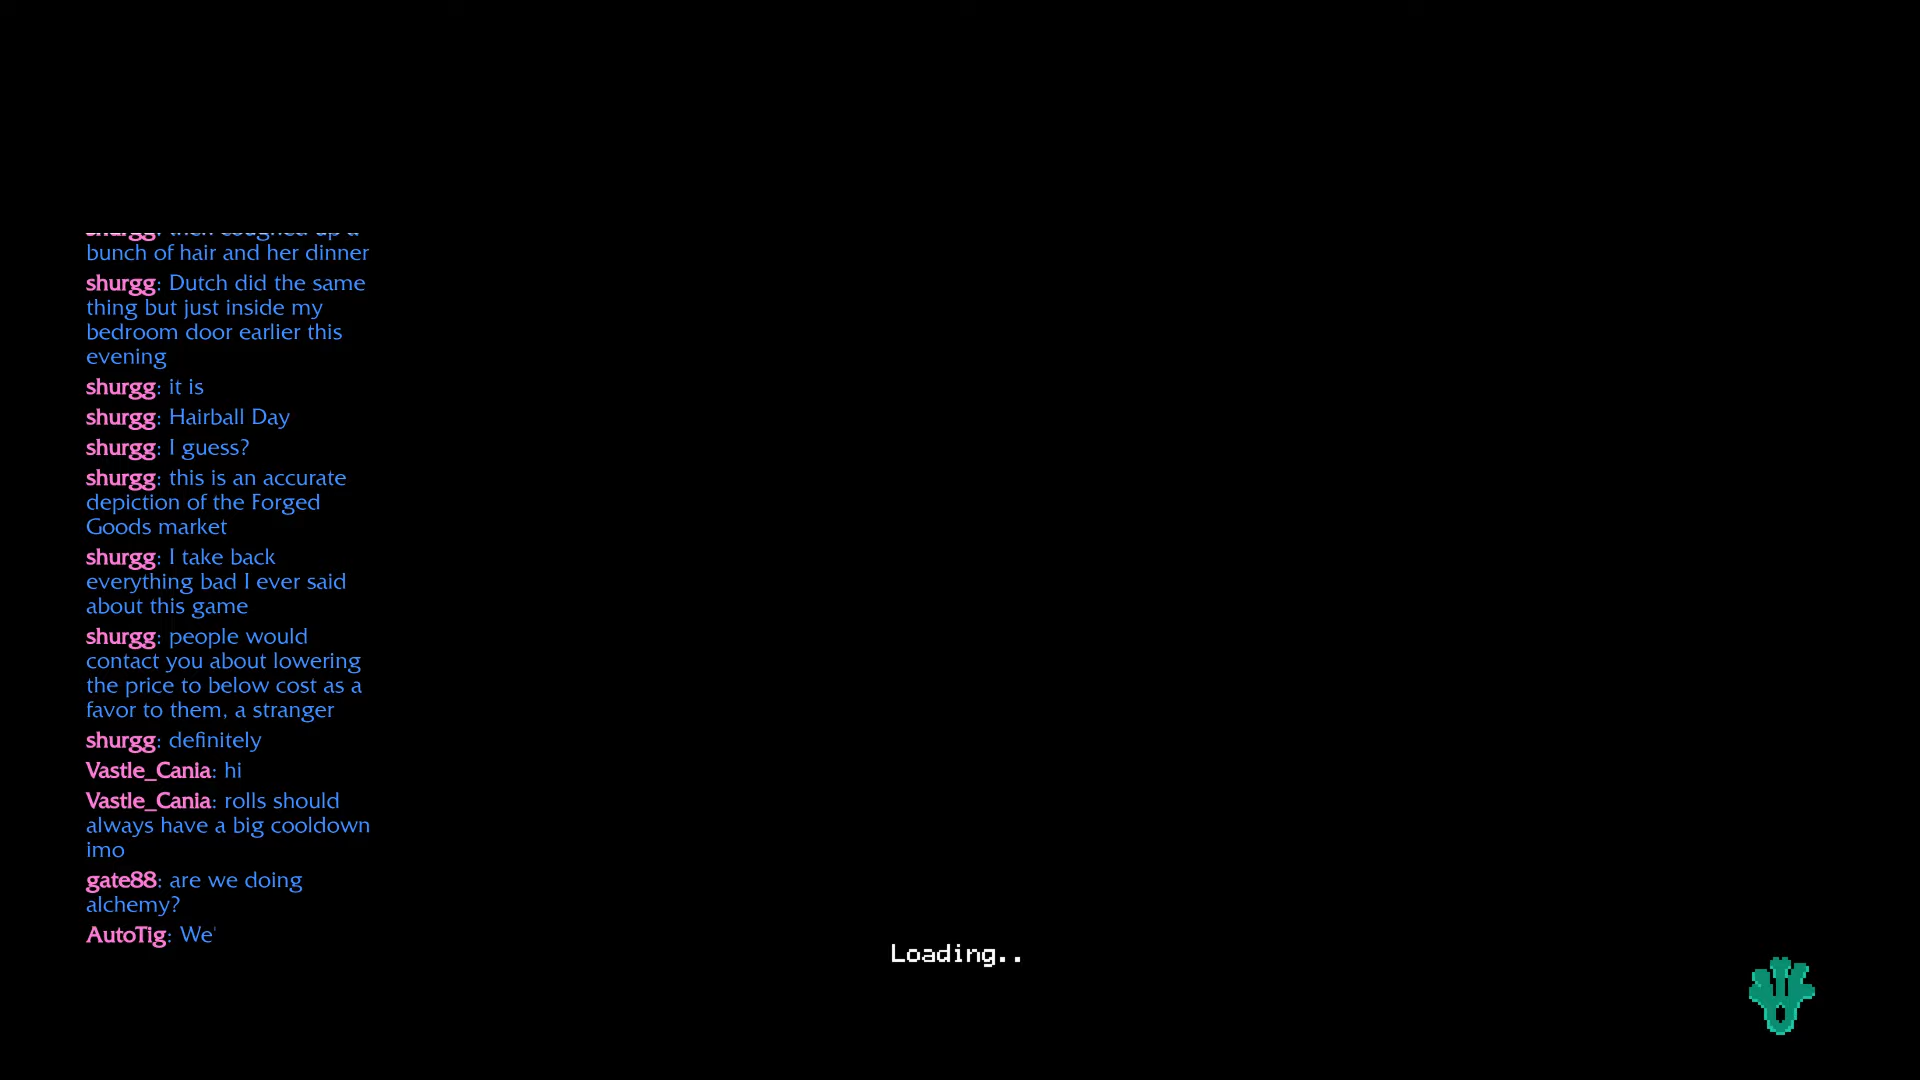 shurgg: then coughed up a
bunch of hair and her dinner
shurgg: Dutch did the same
thing but just inside my
bedroom door earlier this
evening
shurgg: it is
shurgg: Hairball Day
shurgg: I guess?
shurgg: this is an accurate
depiction of the Forged
Goods market
shurgg: I take back
everything bad I ever said
about this game
shurgg: people would
contact you about lowering
the price to below cost as a
favor to them, a stranger
shurgg: definitely
Vastle_Cania: hi
Vastle_Cania: rolls should
always have a big cooldown
imo
gate88: are we doing
alchemy?
AutoTig: We'
Loading..